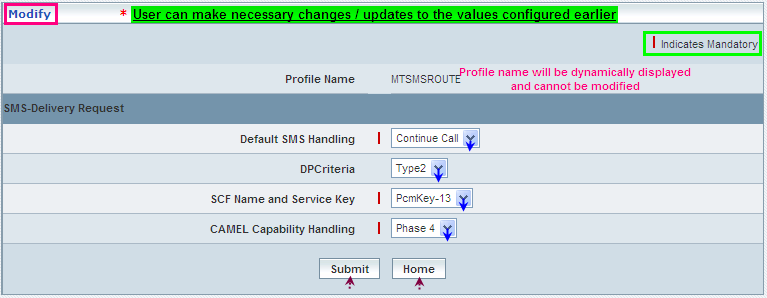 Modify * User can make necessary changes / updates to the values configured earlier
Indicates Mandatory
Profile Name MTSMSROUTE Profile name will be dynamically displayed
and cannot be modified
SMS-Delivery Request
Default SMS Handling Continue Call
DPCriteria Type2
SCF Name and Service Key PcmKey-13
CAMEL Capability Handling Phase 4
Submit Home